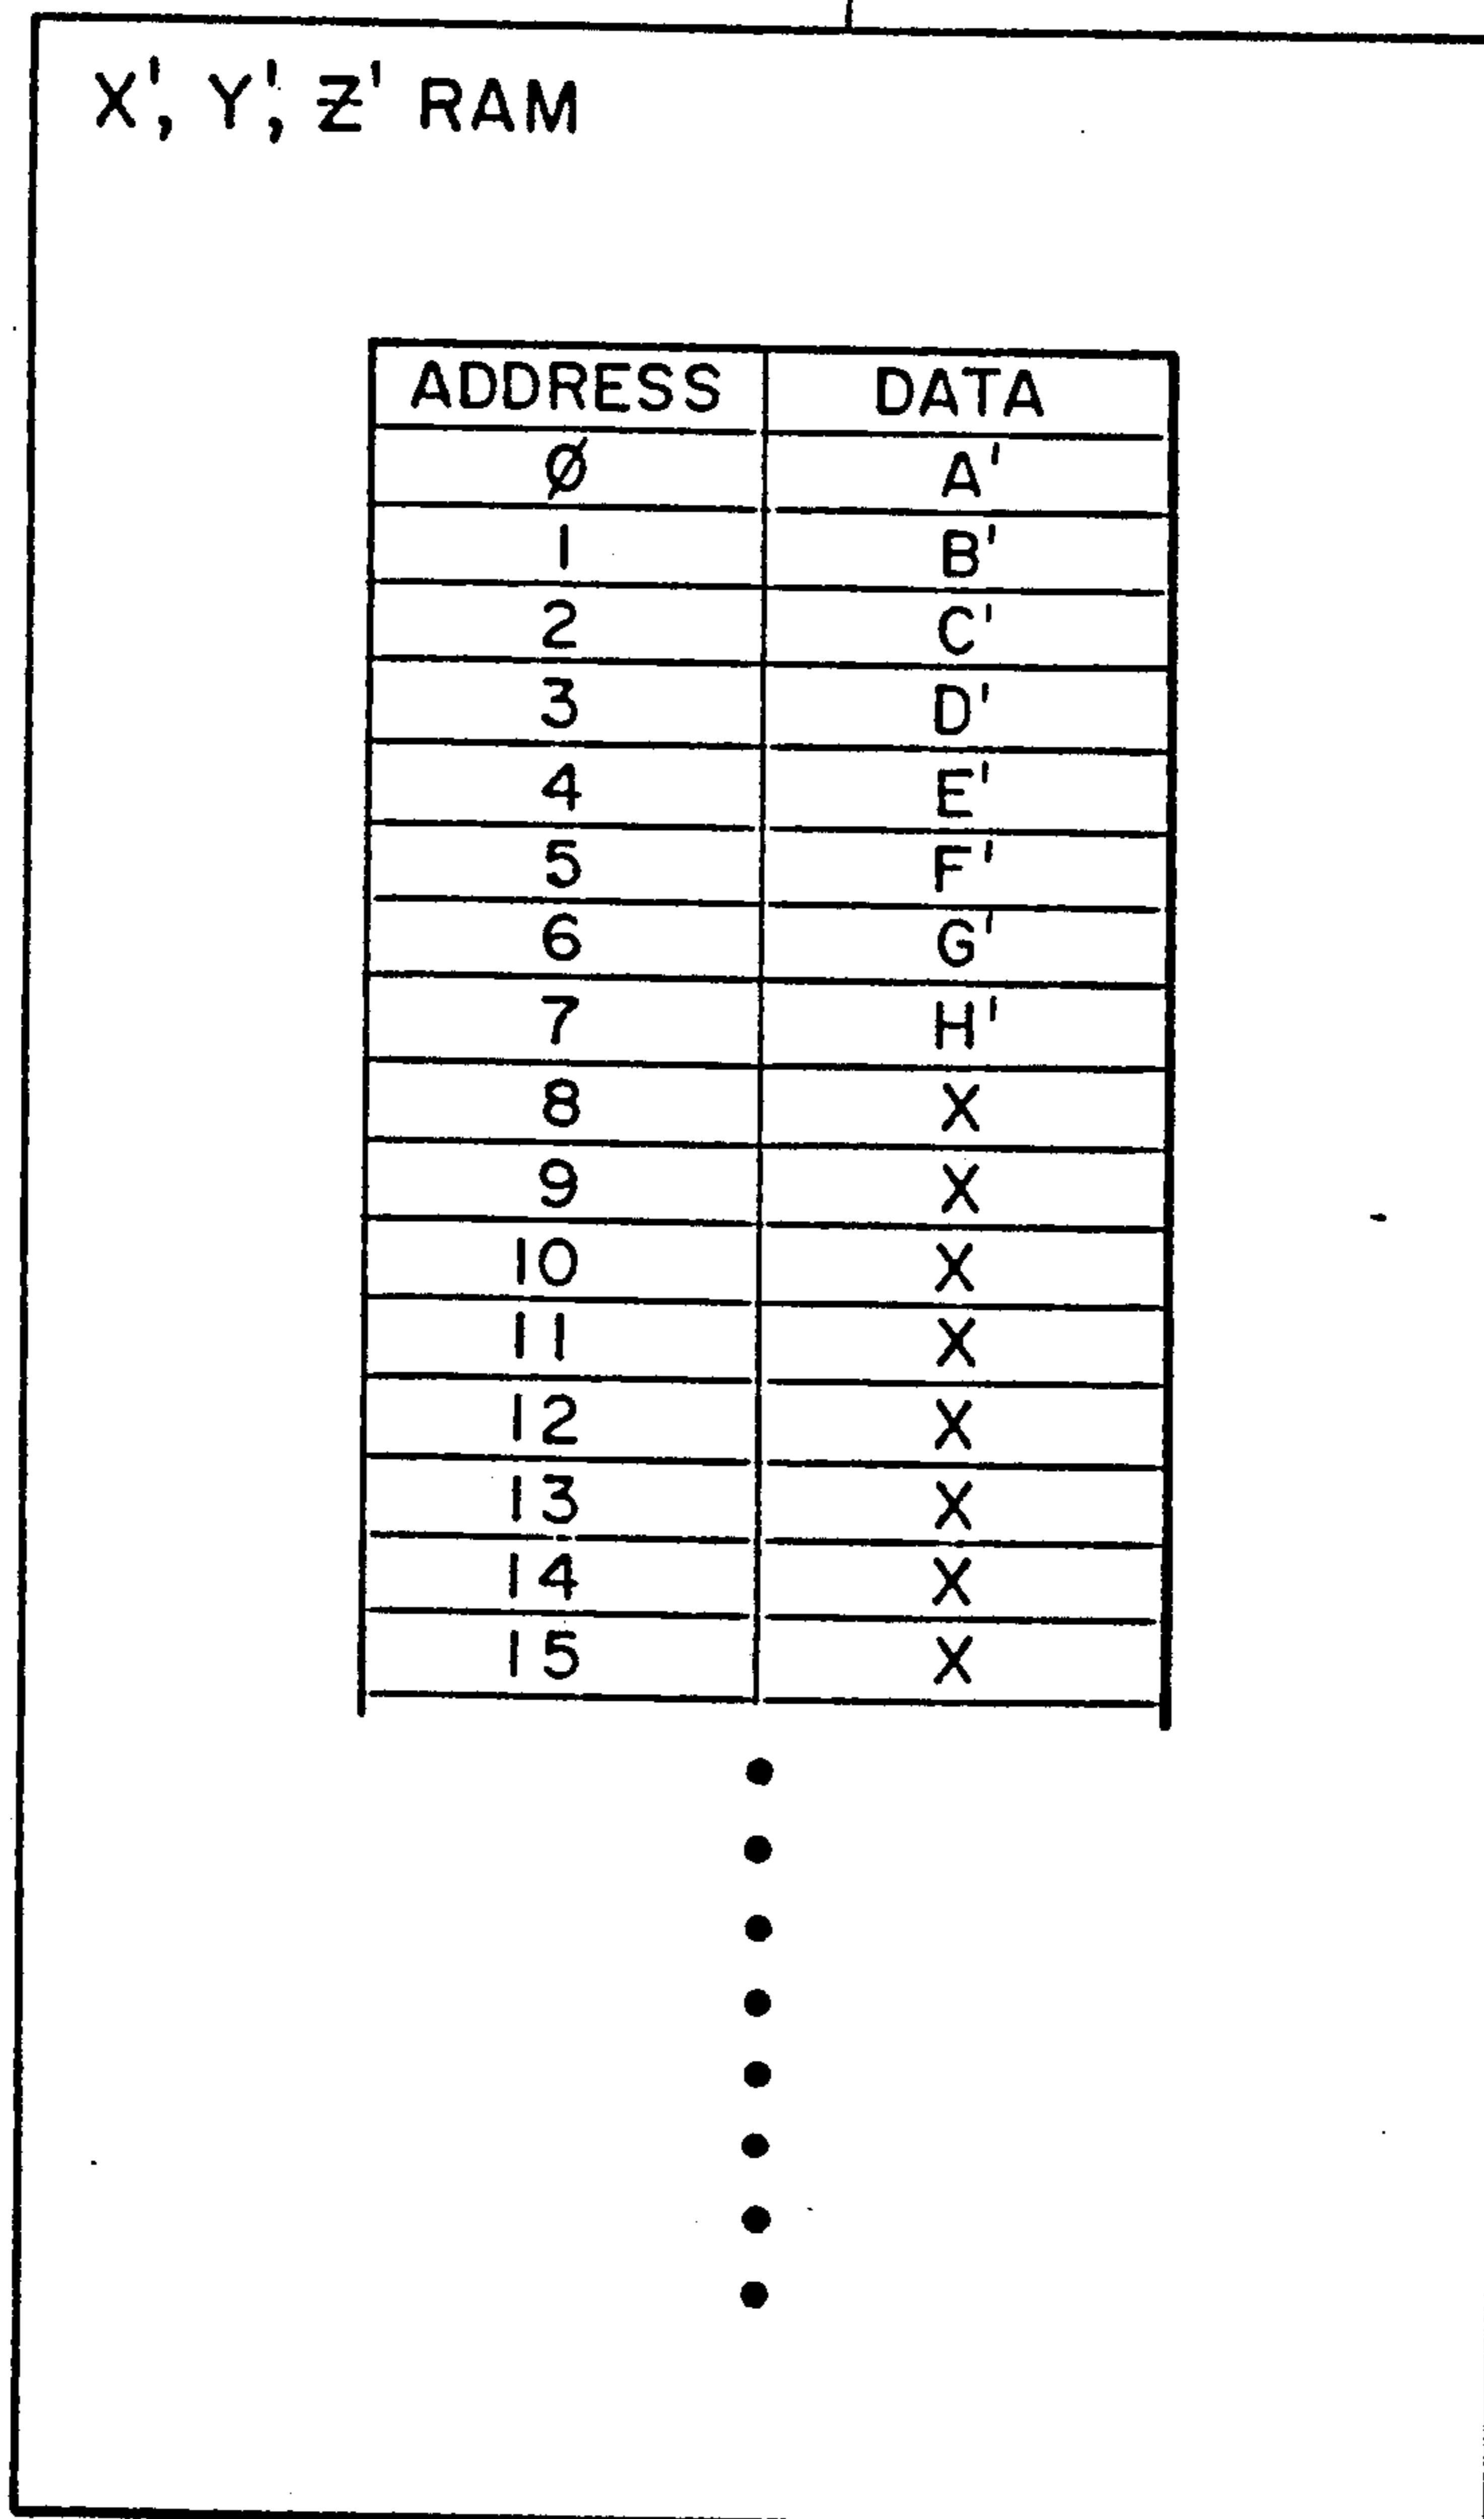 X', Y', Z' RAM
ADDRESS DATA
Ø A'
1 B'
2 C'
3 D'
4 E'
5 F'
6 G'
7 H'
8 X
9 X
10 X
11 X
12 X
13 X
14 X
15 X